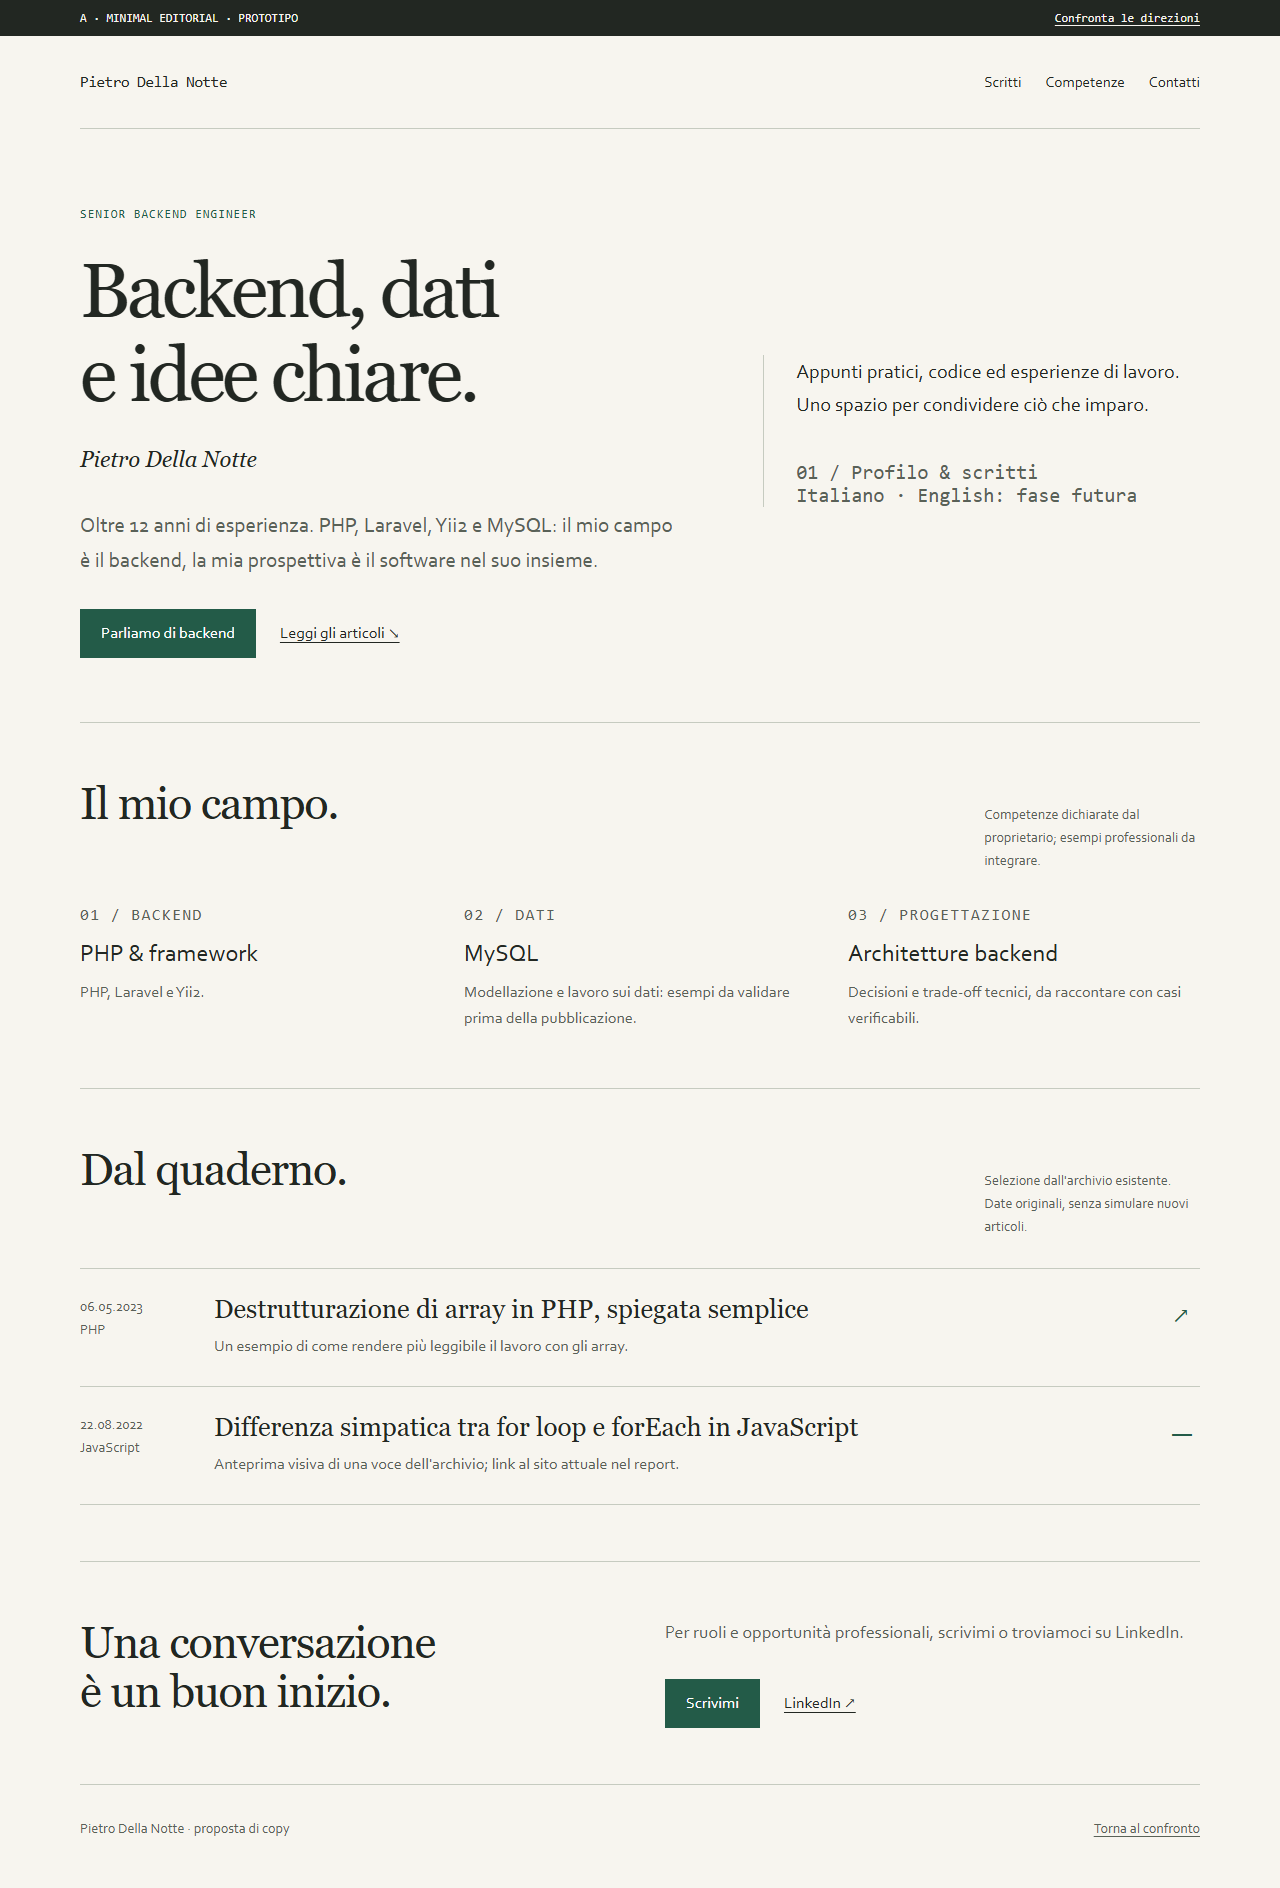 A · MINIMAL EDITORIAL · PROTOTIPO
Confronta le direzioni
Pietro Della Notte
Scritti
Competenze
Contatti
SENIOR BACKEND ENGINEER
Backend, dati
e idee chiare.
Pietro Della Notte
Oltre 12 anni di esperienza. PHP, Laravel, Yii2 e MySQL: il mio campo
è il backend, la mia prospettiva è il software nel suo insieme.
Parliamo di backend
Leggi gli articoli ↘
Appunti pratici, codice ed esperienze di lavoro.
Uno spazio per condividere ciò che imparo.
01 / Profilo & scritti
Italiano · English: fase futura
Il mio campo.
Competenze dichiarate dal
proprietario; esempi professionali da
integrare.
01 / BACKEND
PHP & framework
PHP, Laravel e Yii2.
02 / DATI
MySQL
Modellazione e lavoro sui dati: esempi da validare
prima della pubblicazione.
03 / PROGETTAZIONE
Architetture backend
Decisioni e trade-off tecnici, da raccontare con casi
verificabili.
Dal quaderno.
Selezione dall'archivio esistente.
Date originali, senza simulare nuovi
articoli.
06.05.2023
PHP
Destrutturazione di array in PHP, spiegata semplice
Un esempio di come rendere più leggibile il lavoro con gli array.
↗
22.08.2022
JavaScript
Differenza simpatica tra for loop e forEach in JavaScript
Anteprima visiva di una voce dell'archivio; link al sito attuale nel report.
—
Una conversazione
è un buon inizio.
Per ruoli e opportunità professionali, scrivimi o troviamoci su LinkedIn.
Scrivimi
LinkedIn ↗
Pietro Della Notte · proposta di copy
Torna al confronto